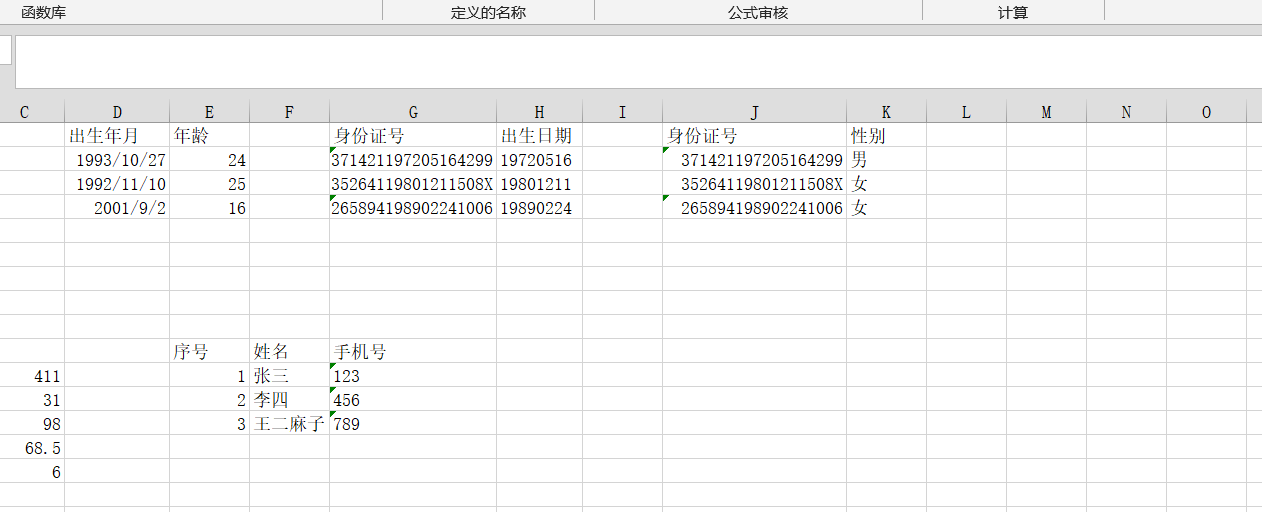 函数库 定义的名称 公式审核 计算
C D E F G H I J K L M N O
出生年月 年龄 身份证号 出生日期 身份证号 性别
1993/10/27 24 371421197205164299 19720516 371421197205164299 男
1992/11/10 25 35264119801211508X 19801211 35264119801211508X 女
2001/9/2 16 265894198902241006 19890224 265894198902241006 女
序号 姓名 手机号
411 1 张三 123
31 2 李四 456
98 3 王二麻子 789
68.5
6